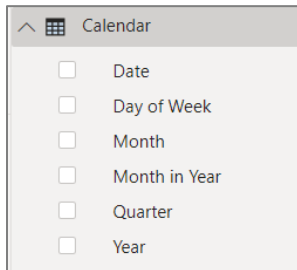 Calendar
Date
Day of Week
Month
Month in Year
Quarter
Year